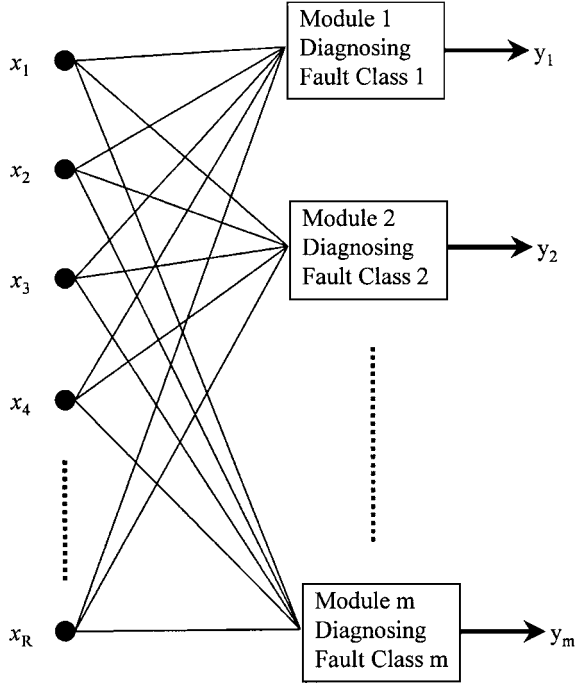 x1
Module 1
Diagnosing
Fault Class 1
y1
x2
Module 2
Diagnosing
Fault Class 2
y2
x3
x4
xR
Module m
Diagnosing
Fault Class m
ym